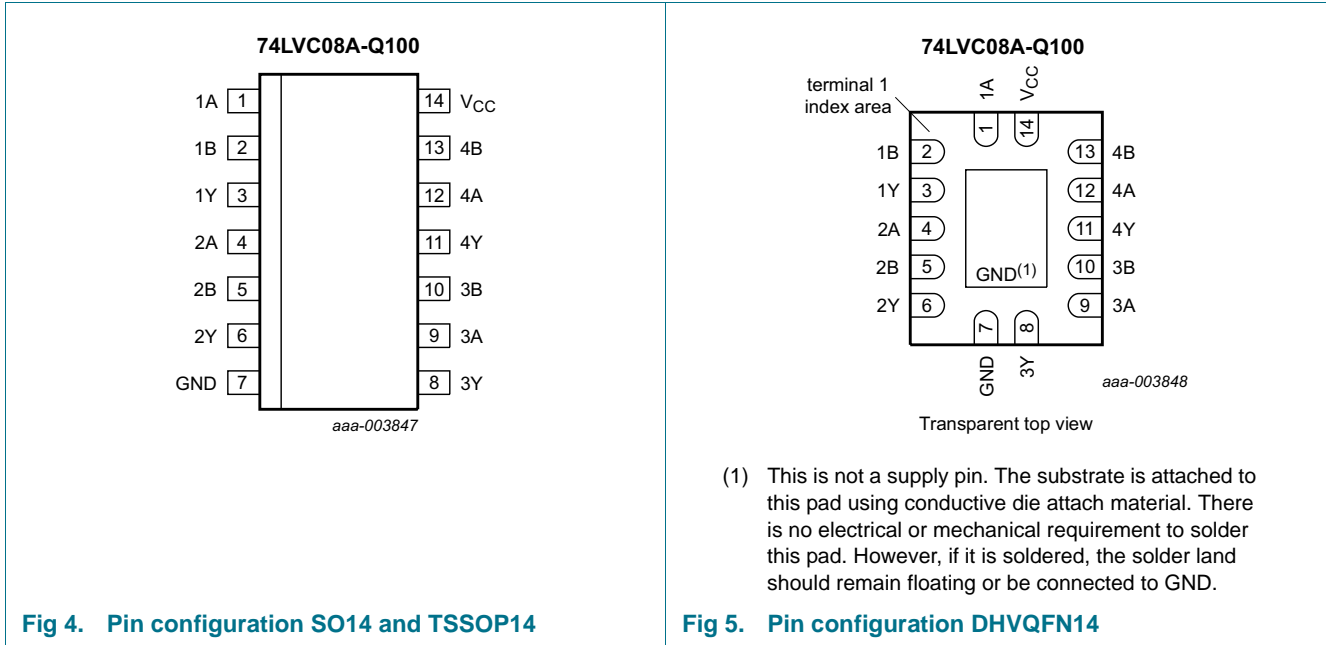 74LVC08A-Q100
1A 1 14 VCC
1B 2 13 4B
1Y 3 12 4A
2A 4 11 4Y
2B 5 10 3B
2Y 6 9 3A
GND 7 8 3Y
aaa-003847
Fig 4. Pin configuration SO14 and TSSOP14
74LVC08A-Q100
terminal 1
index area
1A VCC
1 14
1B 2 13 4B
1Y 3 12 4A
2A 4 11 4Y
2B 5 GND(1) 10 3B
2Y 6 9 3A
7 8
GND 3Y
aaa-003848
Transparent top view
(1) This is not a supply pin. The substrate is attached to
this pad using conductive die attach material. There
is no electrical or mechanical requirement to solder
this pad. However, if it is soldered, the solder land
should remain floating or be connected to GND.
Fig 5. Pin configuration DHVQFN14